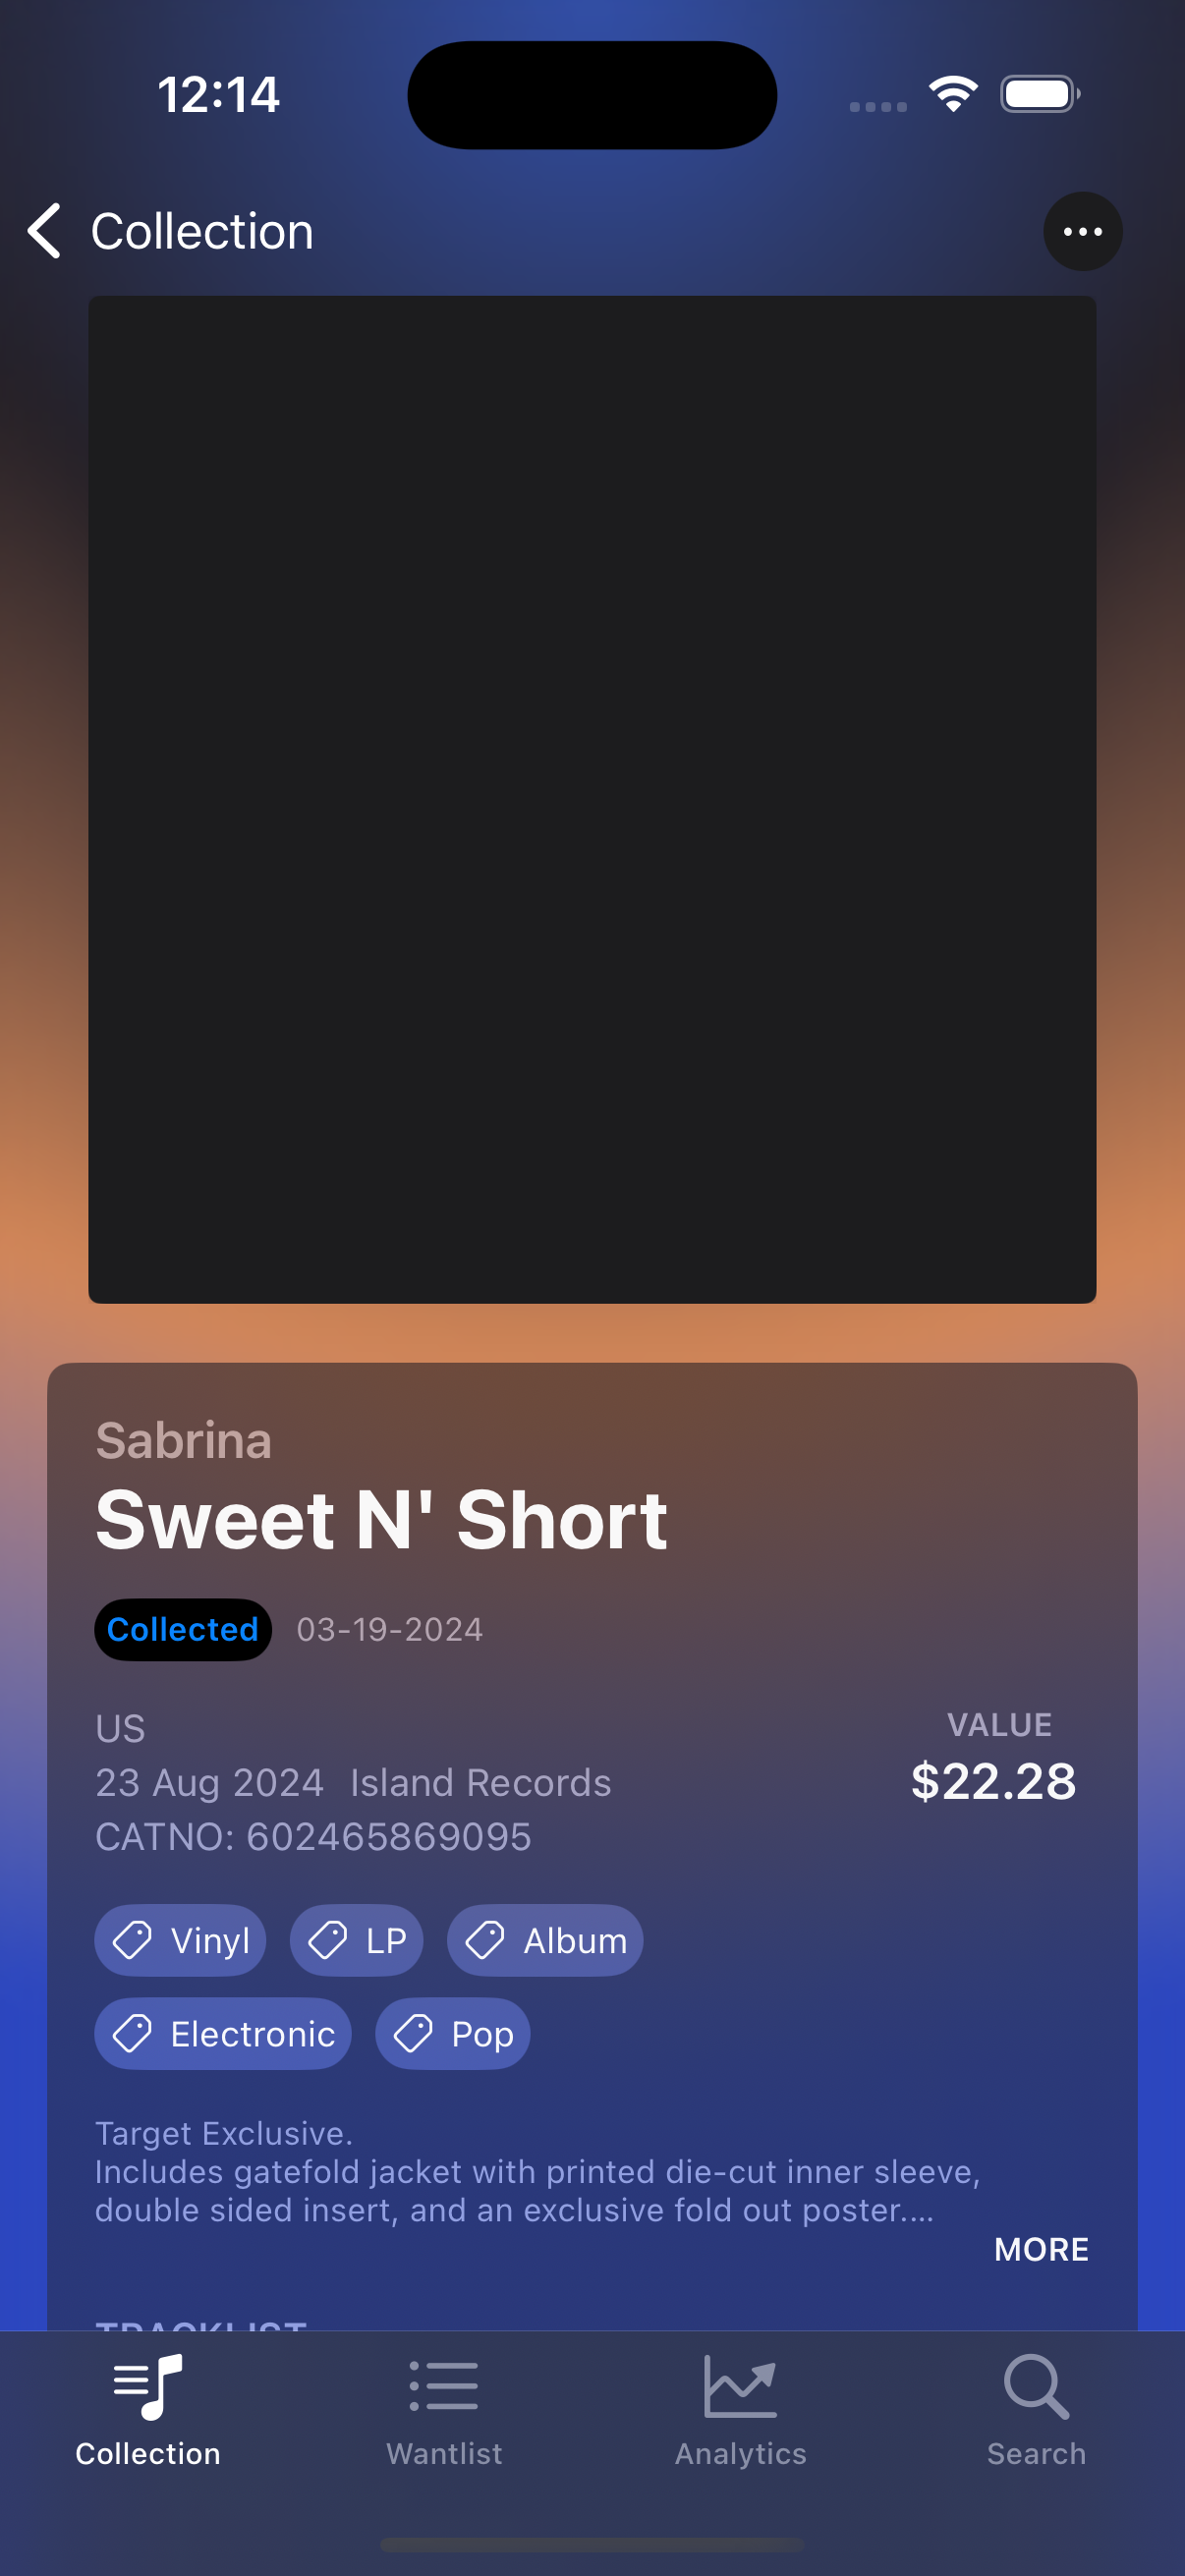 12:14
Collection
Sabrina
Sweet N' Short
Collected 03-19-2024
US
VALUE
23 Aug 2024 Island Records
$22.28
CATNO: 602465869095
Vinyl LP Album
Electronic Pop
Target Exclusive.
Includes gatefold jacket with printed die-cut inner sleeve,
double sided insert, and an exclusive fold out poster....
MORE
TRACKLIST
Collection Wantlist Analytics Search